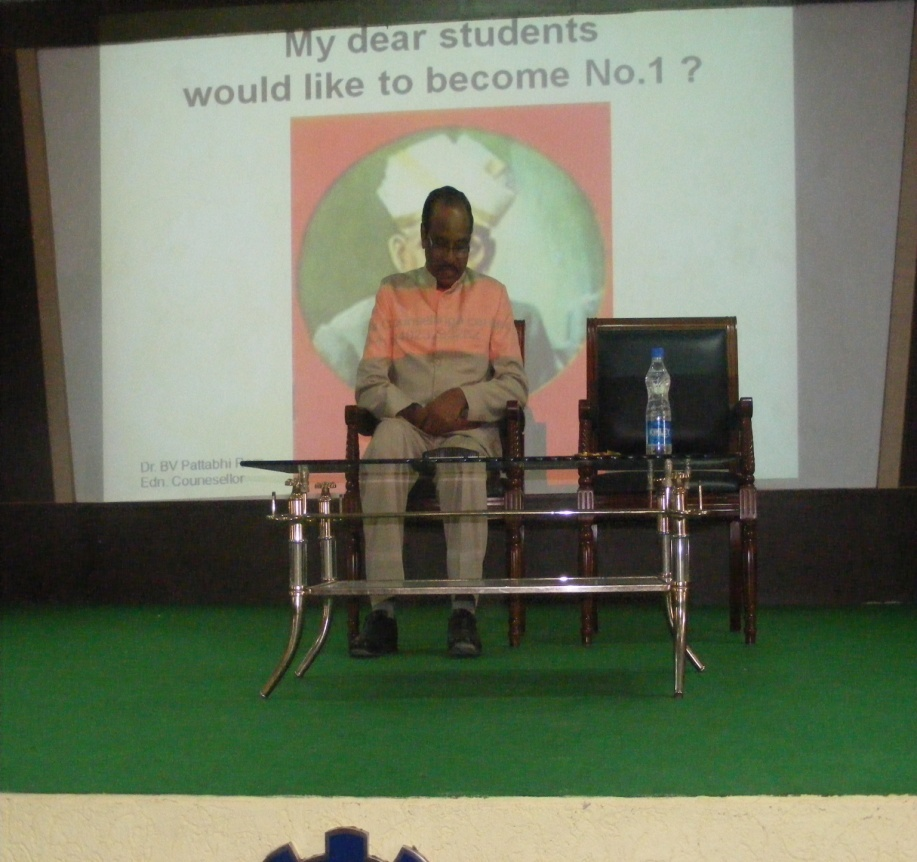 My dear students
would like to become No.1 ?
Dr. BV Pattabhi
Edn. Counesellor